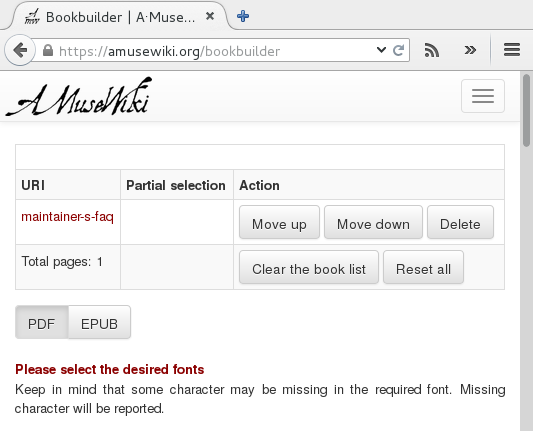 Bookbuilder | A·Muse...
https://amusewiki.org/bookbuilder
A MuseWiki
URI Partial selection Action
maintainer-s-faq Move up Move down Delete
Total pages: 1 Clear the book list Reset all
PDF EPUB
Please select the desired fonts
Keep in mind that some character may be missing in the required font. Missing
character will be reported.